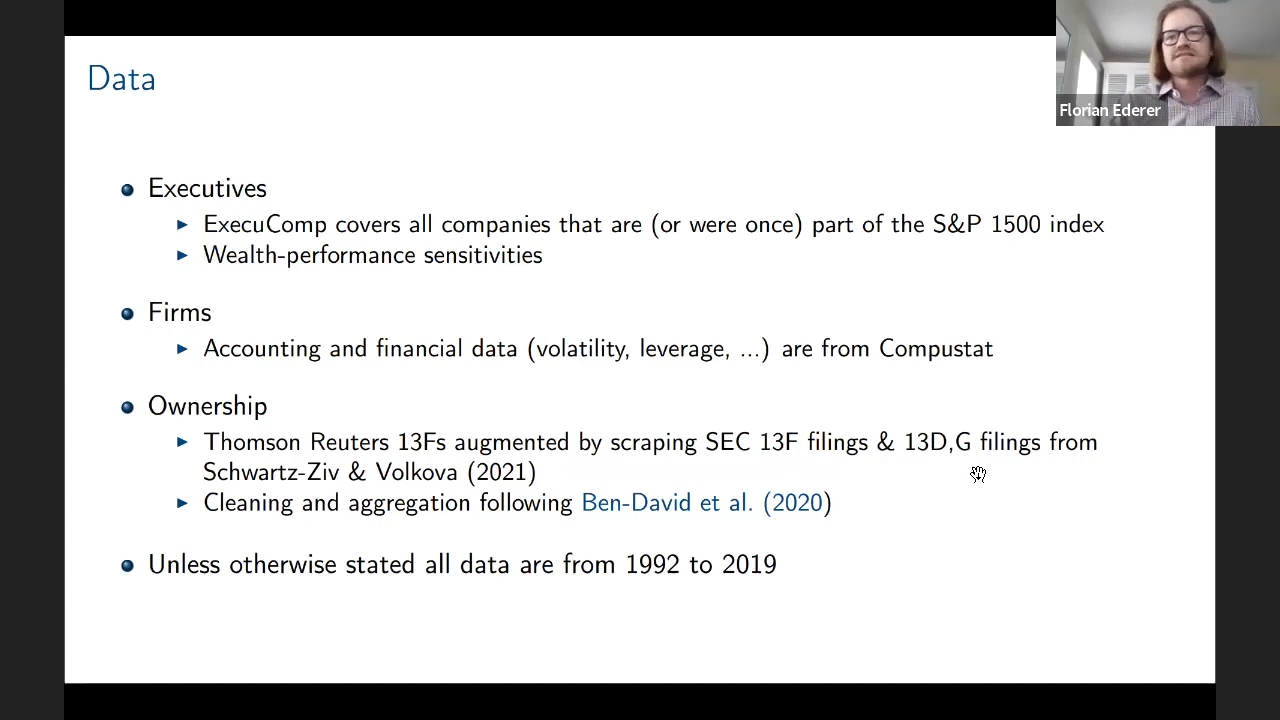 Data
Florian Ederer
Executives
ExecuComp covers all companies that are (or were once) part of the S&P 1500 index
Wealth-performance sensitivities
Firms
Accounting and financial data (volatility, leverage, ...) are from Compustat
Ownership
Thomson Reuters 13Fs augmented by scraping SEC 13F filings & 13D,G filings from
Schwartz-Ziv & Volkova (2021)
Cleaning and aggregation following Ben-David et al. (2020)
Unless otherwise stated all data are from 1992 to 2019